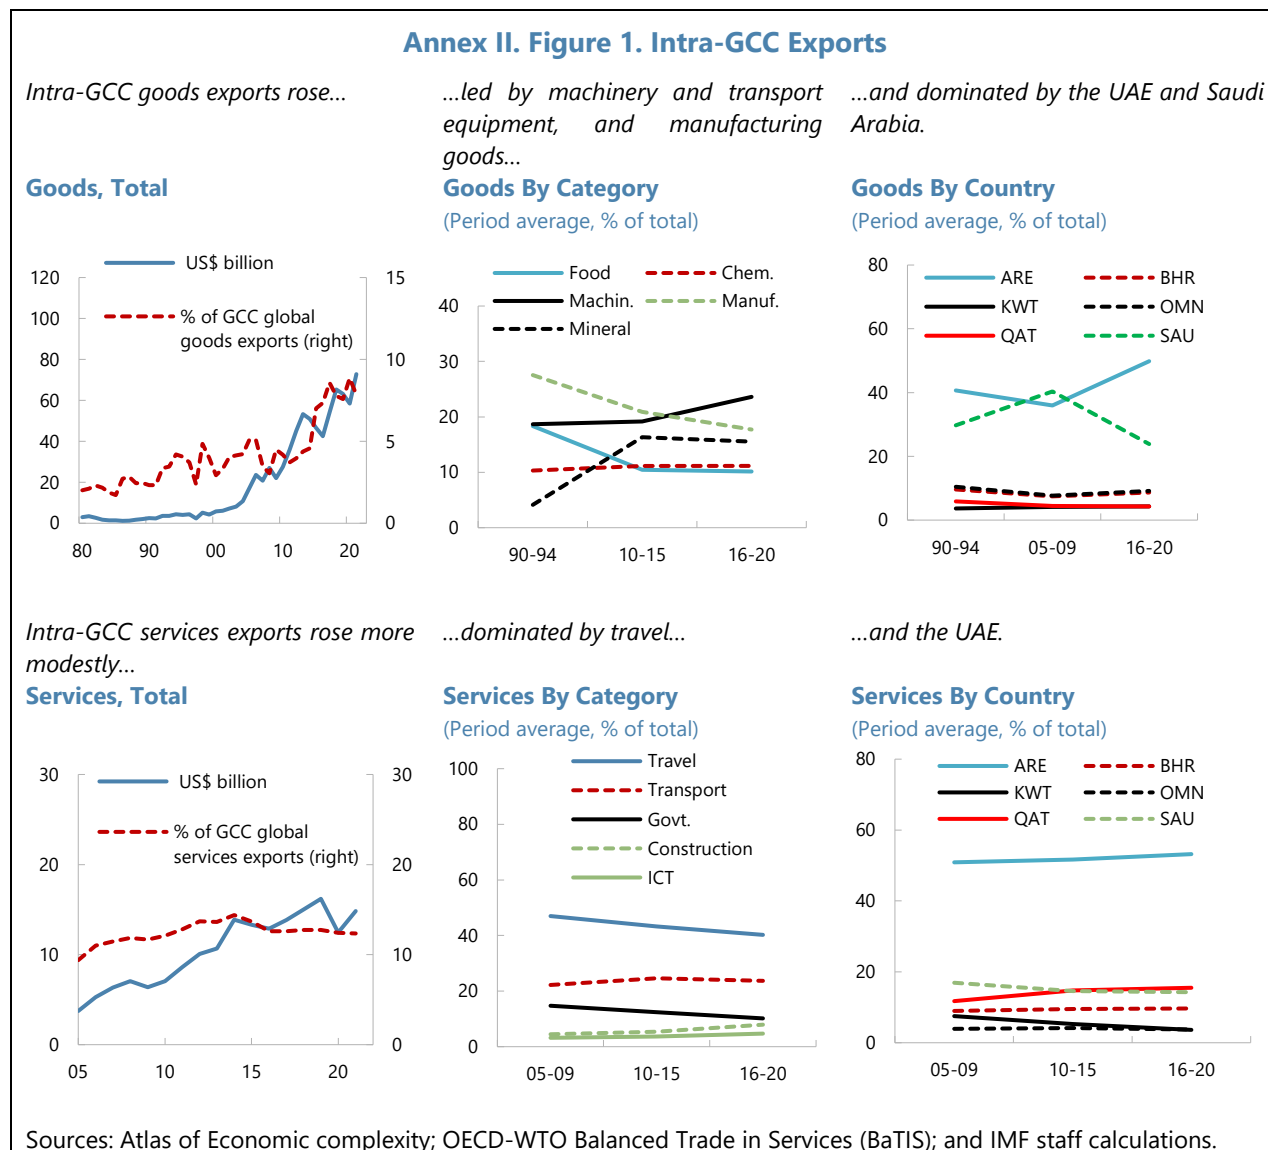 Annex II. Figure 1. Intra-GCC Exports
Intra-GCC goods exports rose…
…led by machinery and transport
equipment, and manufacturing
goods…
…and dominated by the UAE and Saudi
Arabia.
Goods, Total
Goods By Category
(Period average, % of total)
Goods By Country
(Period average, % of total)
US$ billion
% of GCC global
goods exports (right)
120
100
80
60
40
20
0
15
10
5
0
80 90 00 10 20
Food
Chem.
Machin.
Manuf.
Mineral
40
30
20
10
0
90-94 10-15 16-20
ARE
BHR
KWT
OMN
QAT
SAU
80
60
40
20
0
90-94 05-09 16-20
Intra-GCC services exports rose more
modestly…
…dominated by travel…
…and the UAE.
Services, Total
Services By Category
(Period average, % of total)
Services By Country
(Period average, % of total)
US$ billion
% of GCC global
services exports (right)
30
20
10
0
30
20
10
0
05 10 15 20
Travel
Transport
Govt.
Construction
ICT
100
80
60
40
20
0
05-09 10-15 16-20
ARE
BHR
KWT
OMN
QAT
SAU
80
60
40
20
0
05-09 10-15 16-20
Sources: Atlas of Economic complexity; OECD-WTO Balanced Trade in Services (BaTIS); and IMF staff calculations.